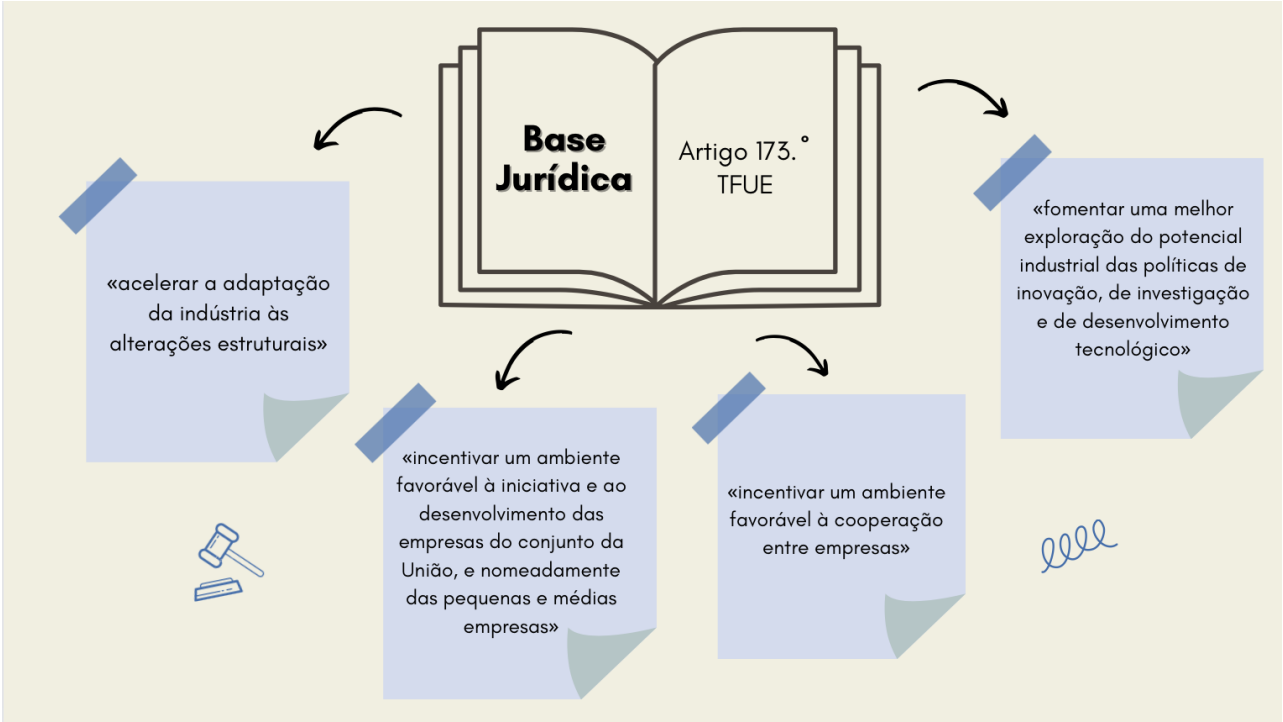 Base
Jurídica
Artigo 173.°
TFUE
«acelerar a adaptação
da indústria às
alterações estruturais»
«incentivar um ambiente
favorável à iniciativa e ao
desenvolvimento das
empresas do conjunto da
União, e nomeadamente
das pequenas e médias
empresas»
«incentivar um ambiente
favorável à cooperação
entre empresas»
«fomentar uma melhor
exploração do potencial
industrial das políticas de
inovação, de investigação
e de desenvolvimento
tecnológico»